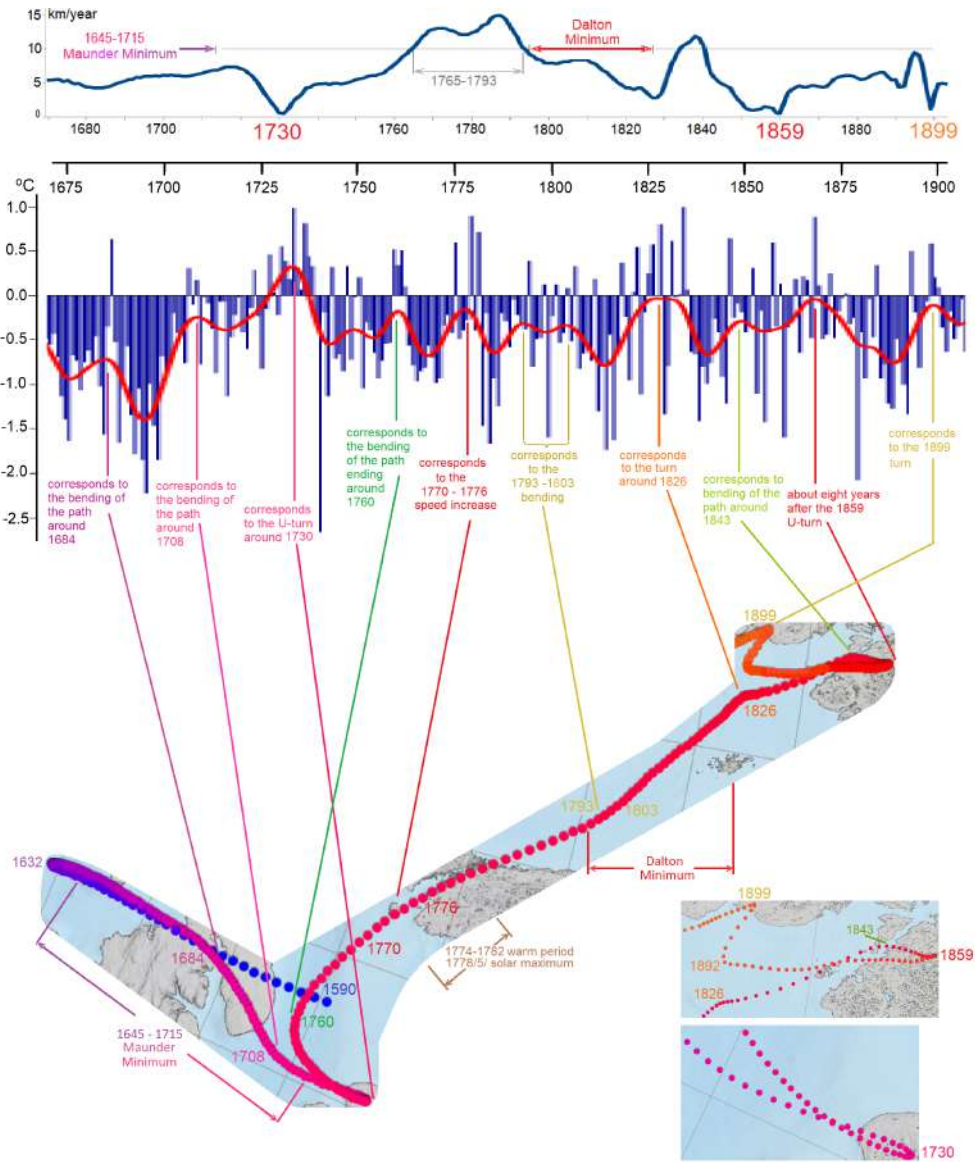 15 km/year
1645-1715
Maunder Minimum
Dalton
Minimum
10
1765-1793
5
0
1680 1700 1730 1760 1780 1800 1820 1840 1859 1880 1899
ºC 1675 1700 1725 1750 1775 1800 1825 1850 1875 1900
1.0
0.5
0.0
-0.5
-1.0
-1.5
-2.0
-2.5
corresponds to
the bending of
the path
around
1684
corresponds to
the bending of
the path
around
1708
corresponds
to the U-turn
around 1730
corresponds to
the bending
of the path
ending
around
1760
corresponds
to the
1770 - 1776
speed increase
corresponds
to the
1793 -1603
bending
corresponds
to the turn
around 1826
corresponds to
bending of the
path around
1843
about eight years
after the 1859
U-turn
corresponds
to the 1899
turn
1899
1826
1793
1803
Dalton
Minimum
1632
1776
1770
1774-1782 warm period
1778/5/ solar maximum
1684
1590
1760
1708
1645 - 1715
Maunder
Minimum
1899
1843
1859
1892
1826
1730